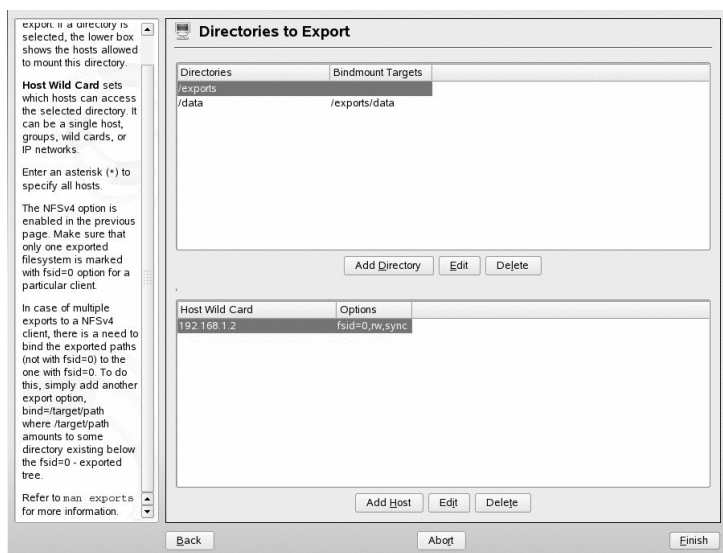 export. If a directory is
selected, the lower box
shows the hosts allowed
to mount this directory.
Host Wild Card sets
which hosts can access
the selected directory. It
can be a single host,
groups, wild cards, or
IP networks.
Enter an asterisk (*) to
specify all hosts.
The NFSv4 option is
enabled in the previous
page. Make sure that
only one exported
filesystem is marked
with fsid=0 option for a
particular client.
In case of multiple
exports to a NFSv4
client, there is a need to
bind the exported paths
(not with fsid=0) to the
one with fsid=0. To do
this, simply add another
export option,
bind=/target/path
where /target/path
amounts to some
directory existing below
the fsid=0 - exported
tree.
Refer to man exports
for more information.
Directories to Export
Directories Bindmount Targets
/exports
/data /exports/data
Add Directory Edit Delete
Host Wild Card Options
192.168.1.2 fsid=0,rw,sync
Add Host Edit Delete
Back Abort Finish